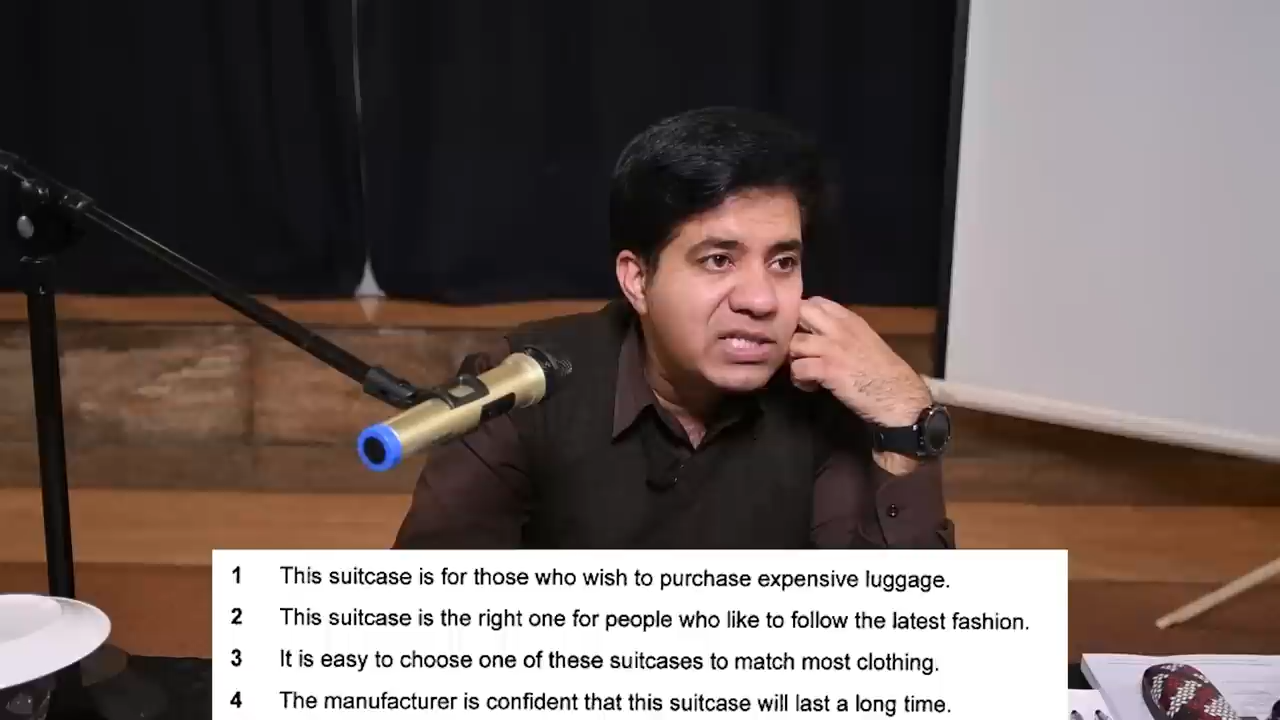 1 This suitcase is for those who wish to purchase expensive luggage.
2 This suitcase is the right one for people who like to follow the latest fashion.
3 It is easy to choose one of these suitcases to match most clothing.
4 The manufacturer is confident that this suitcase will last a long time.